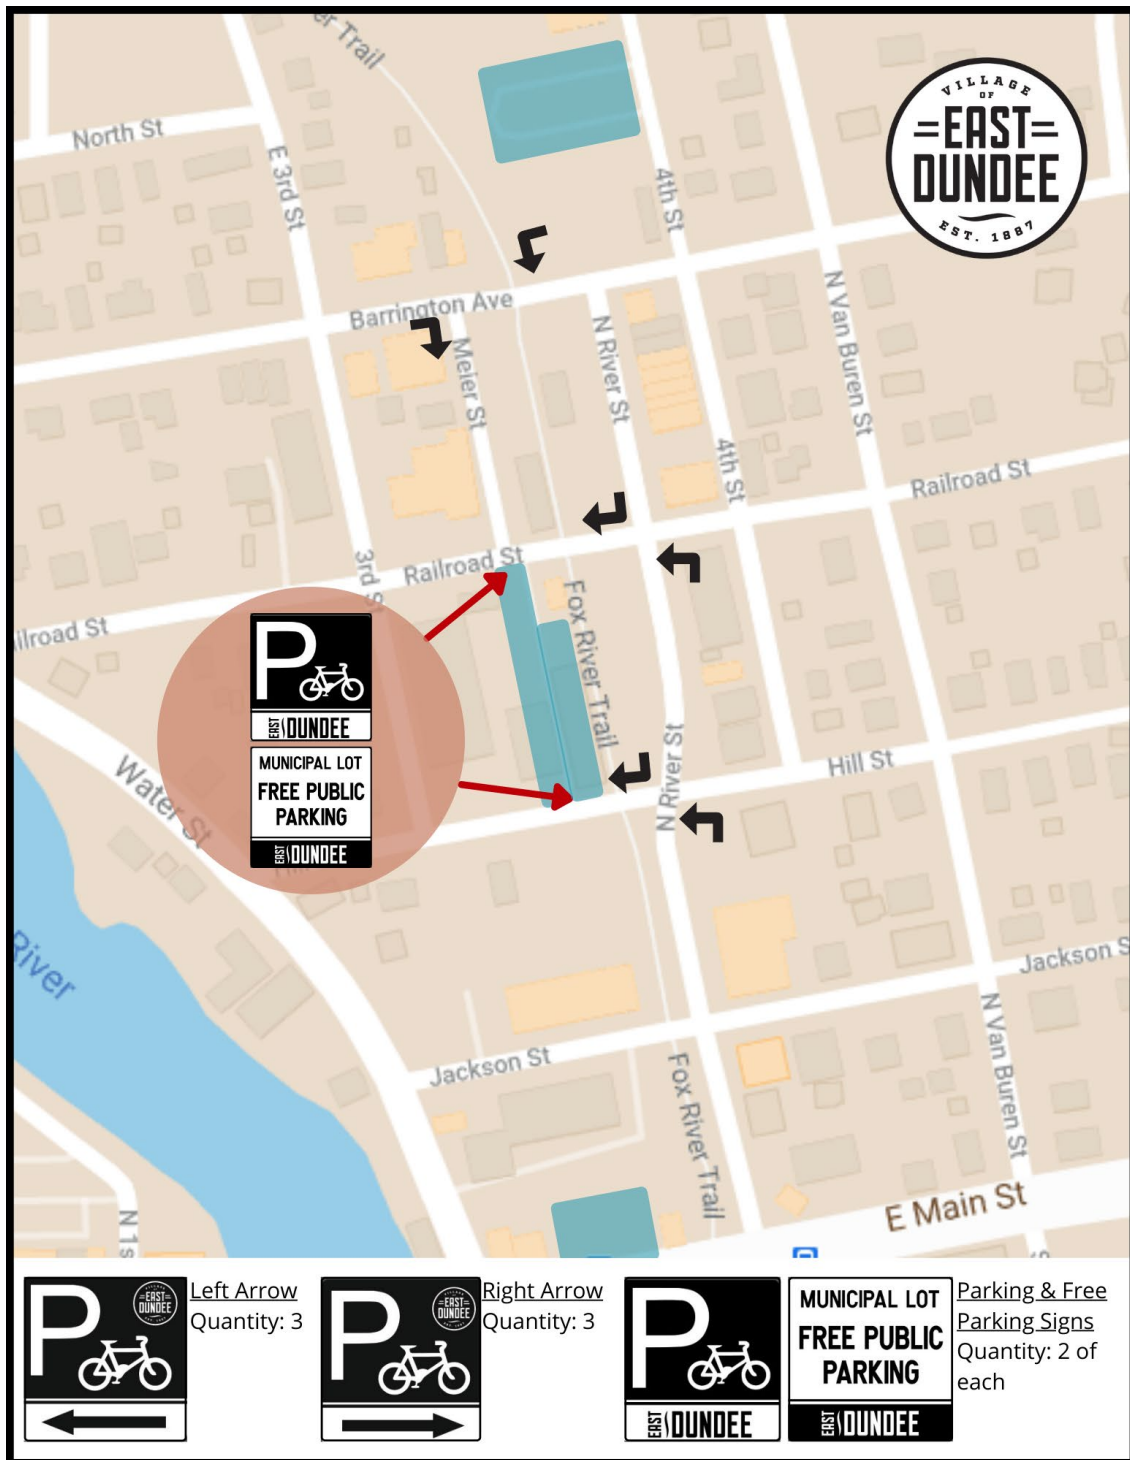 er Trail
VILLAGE
OF
EAST
DUNDEE
EST. 1887
North St
E 3rd St
4th St
Barrington Ave
Meier St
N River St
N Van Buren St
4th St
Railroad St
Railroad St
3rd St
ilroad St
Fox River Trail
P
EAST DUNDEE
MUNICIPAL LOT
FREE PUBLIC
PARKING
EAST DUNDEE
Water St
N River St
Hill St
River
Jackson S
Jackson St
N Van Buren St
Fox River Trail
E Main St
N 1s
P
EAST
DUNDEE
Left Arrow
Quantity: 3
P
EAST
DUNDEE
Right Arrow
Quantity: 3
P
EAST DUNDEE
MUNICIPAL LOT
FREE PUBLIC
PARKING
EAST DUNDEE
Parking & Free
Parking Signs
Quantity: 2 of
each